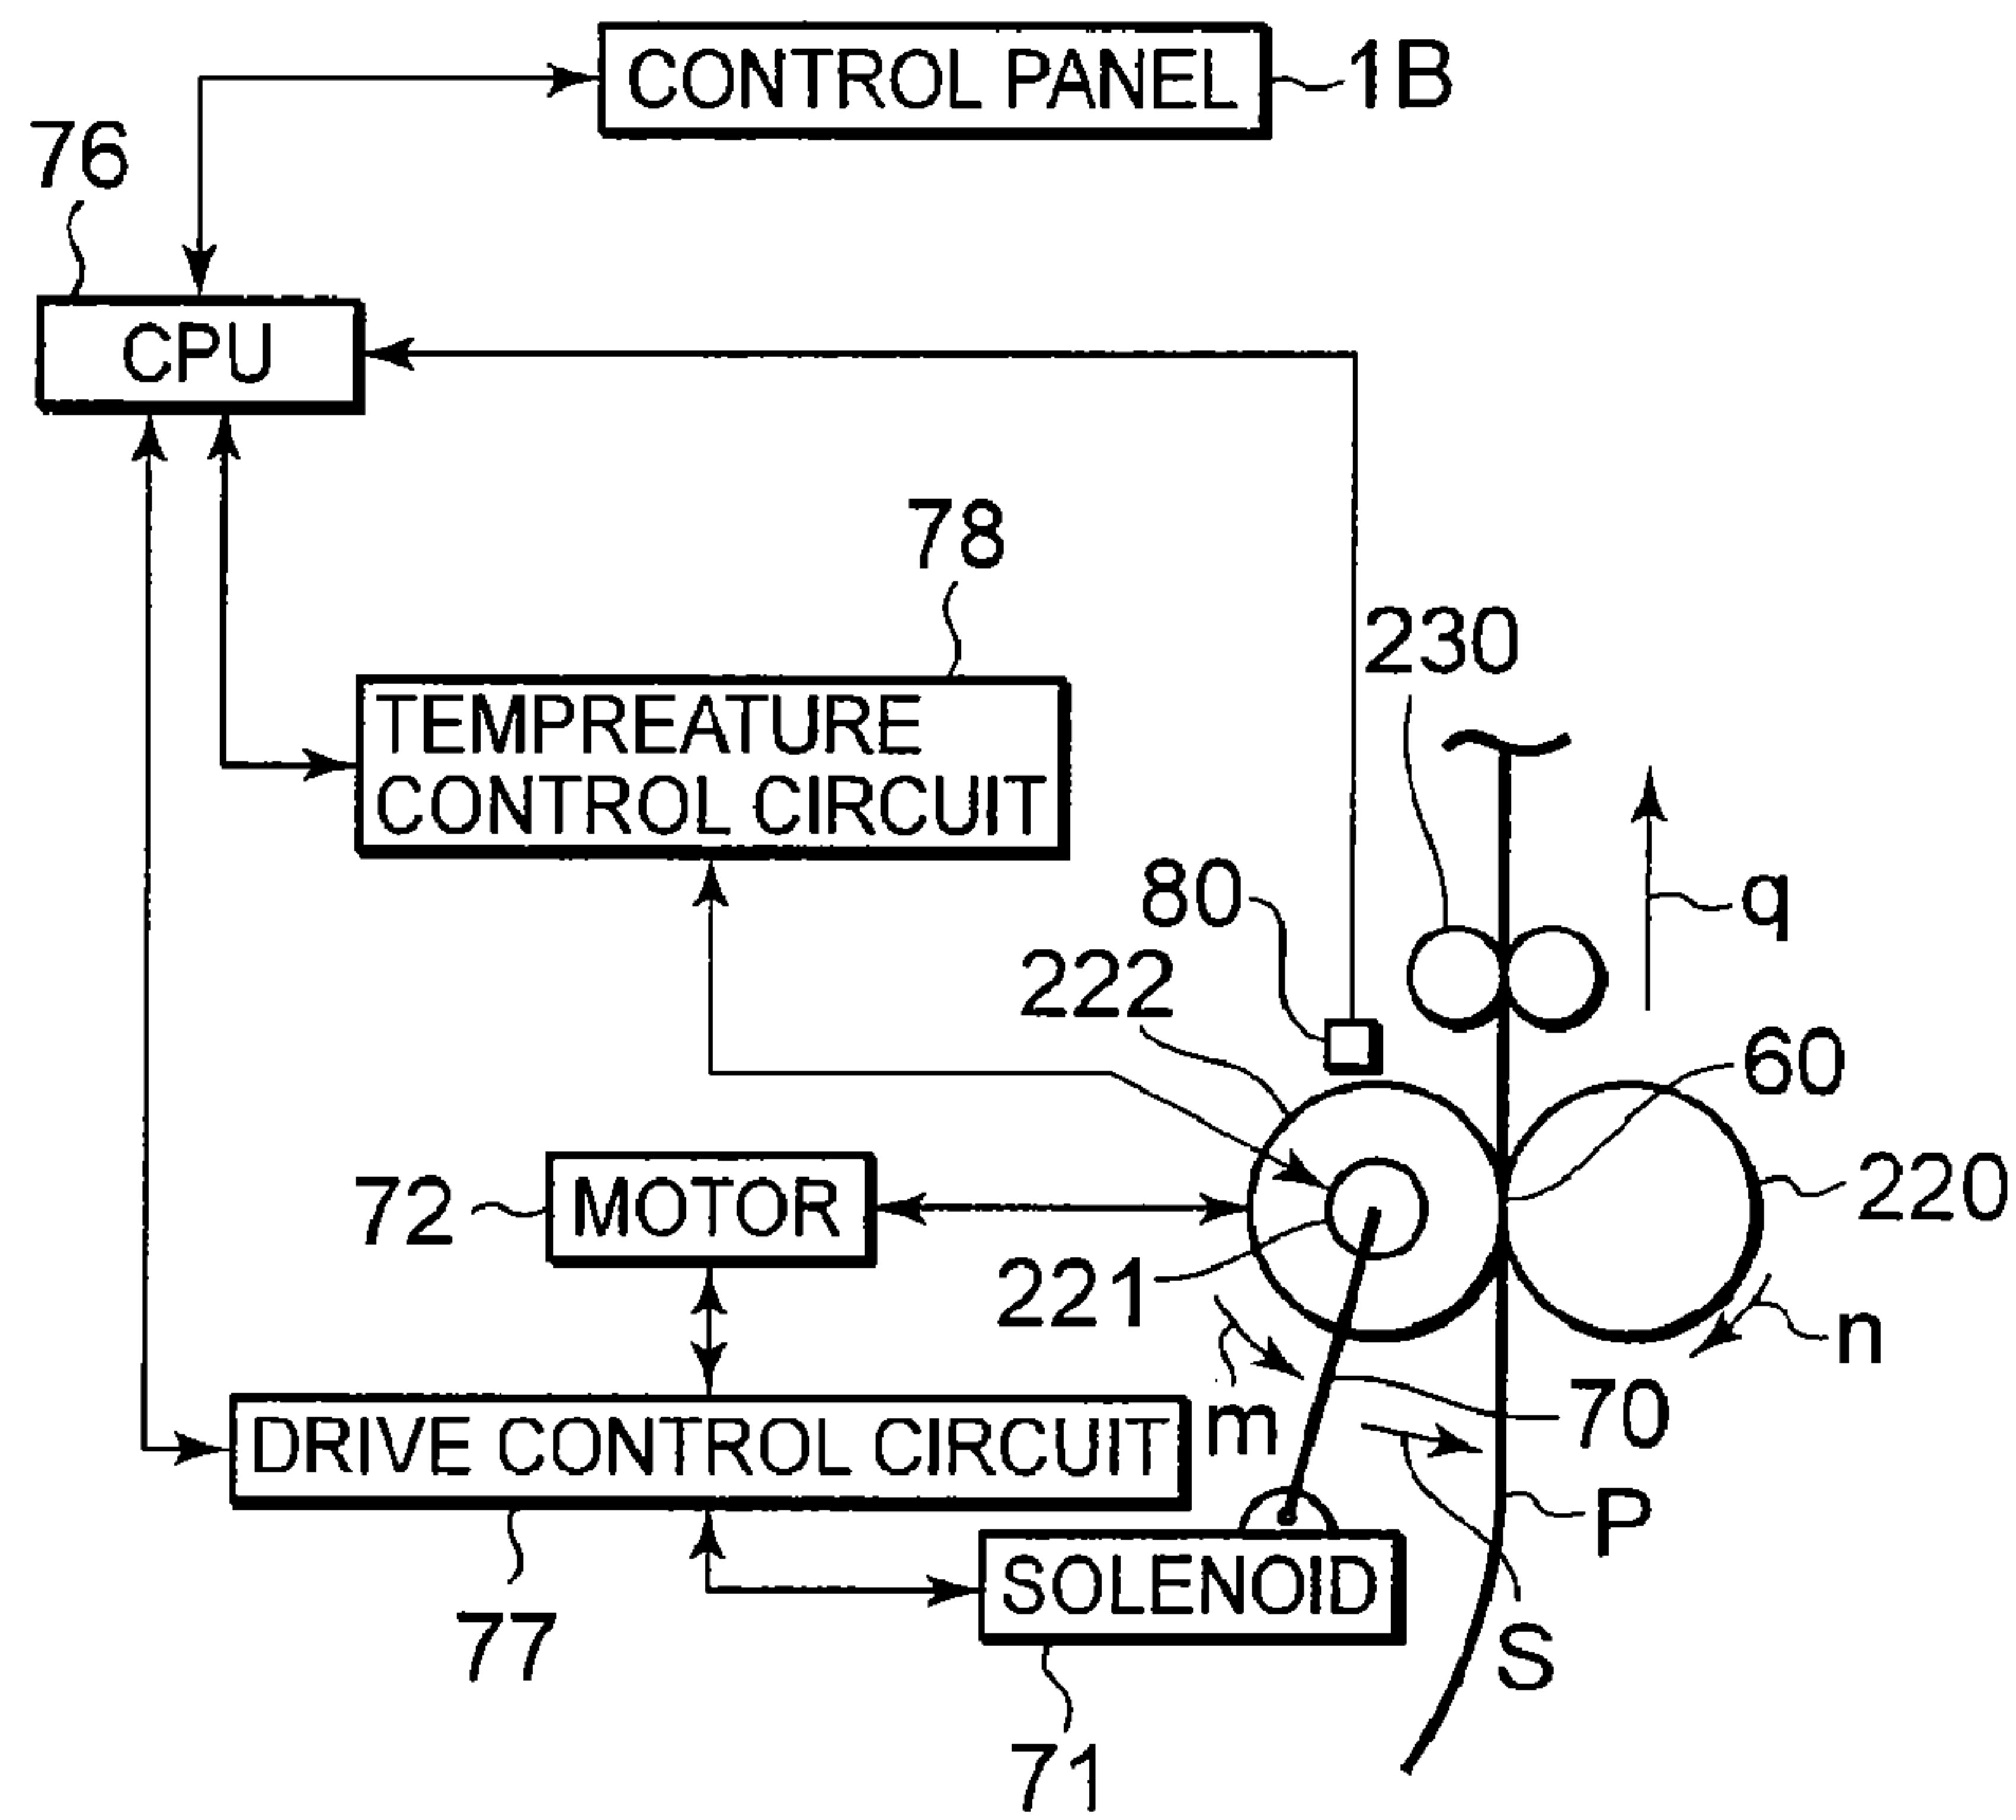 CONTROL PANEL
1B
76
CPU
78
230
TEMPREATURE
CONTROL CIRCUIT
80
q
222
60
72
MOTOR
220
221
n
m
70
DRIVE CONTROL CIRCUIT
P
SOLENOID
77
S
71